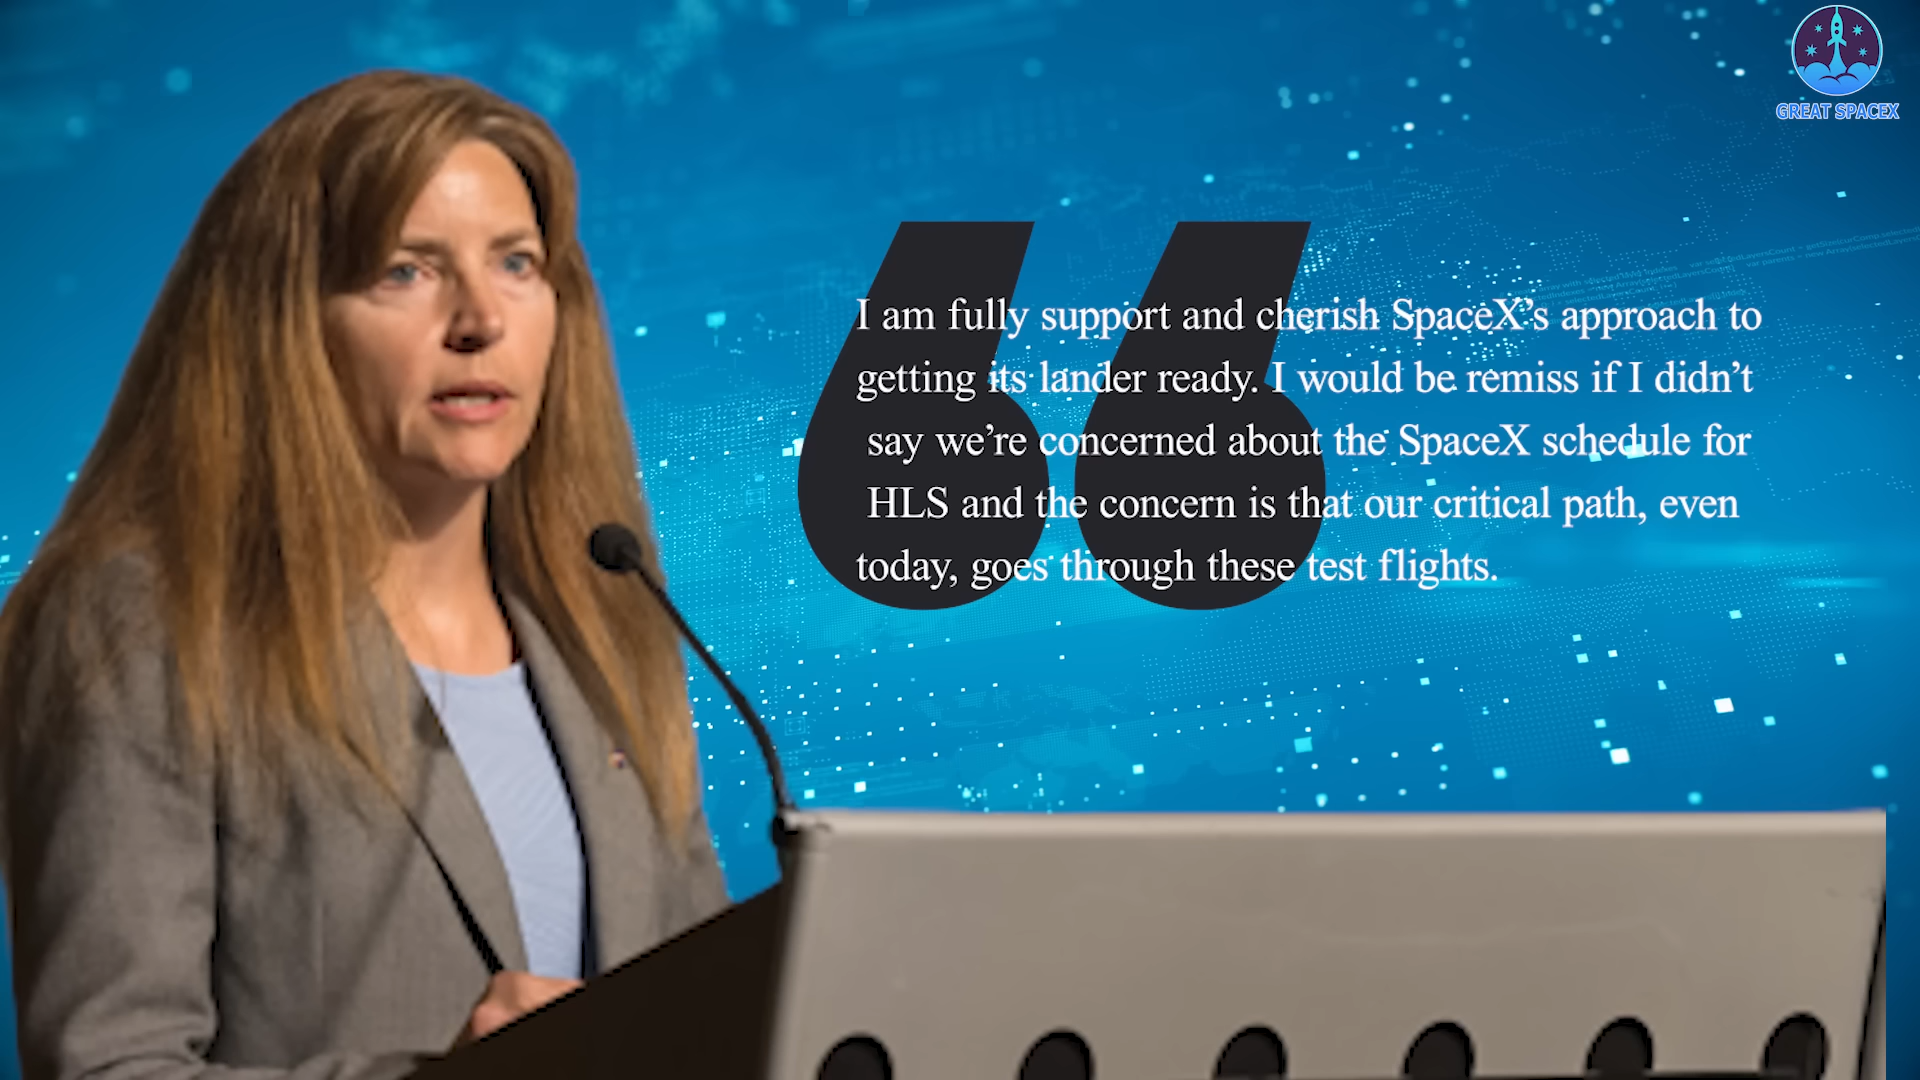 GREAT SPACEX
I am fully support and cherish SpaceX’s approach to
getting its lander ready. I would be remiss if I didn’t
say we’re concerned about the SpaceX schedule for
HLS and the concern is that our critical path, even
today, goes through these test flights.